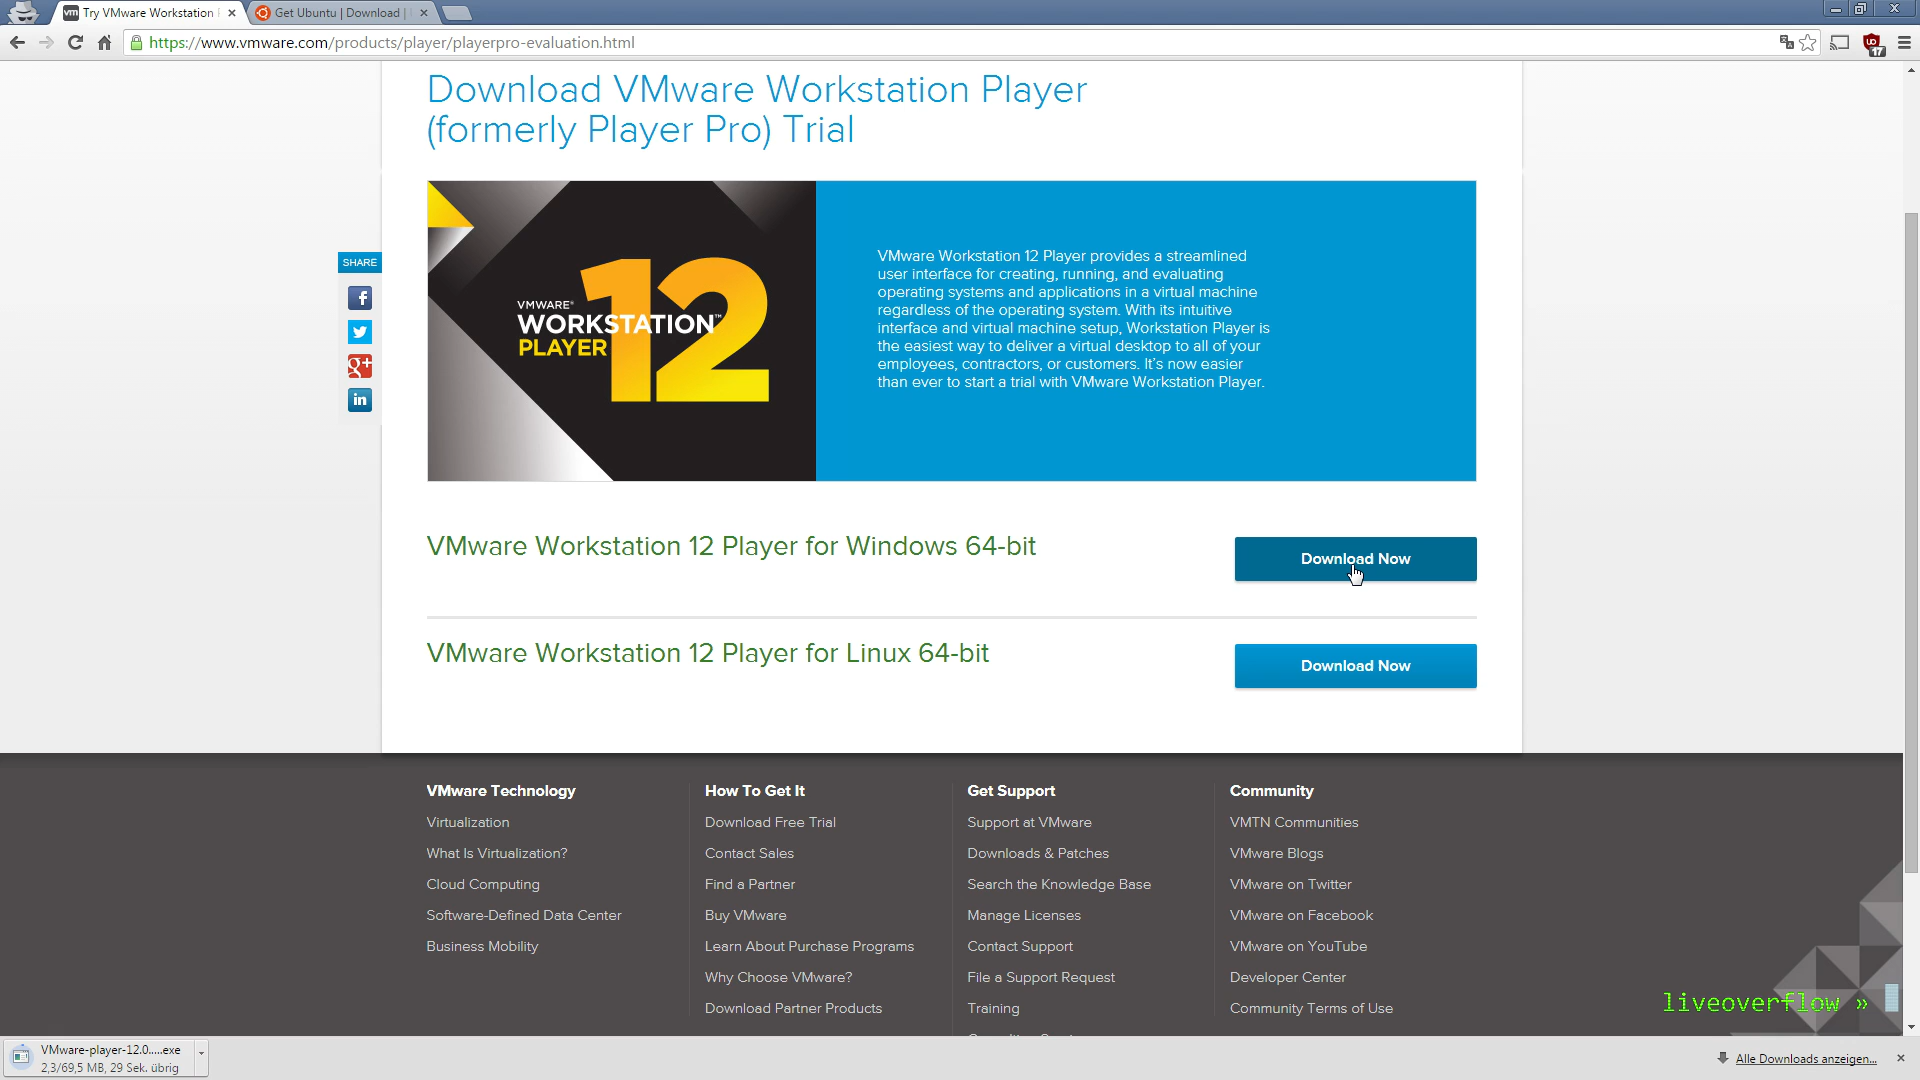 Try VMware Workstation
Get Ubuntu | Download |
https://www.vmware.com/products/player/playerpro-evaluation.html
17
Download VMware Workstation Player
(formerly Player Pro) Trial
SHARE
VMWARE®
WORKSTATION™
PLAYER
12
VMware Workstation 12 Player provides a streamlined
user interface for creating, running, and evaluating
operating systems and applications in a virtual machine
regardless of the operating system. With its intuitive
interface and virtual machine setup, Workstation Player is
the easiest way to deliver a virtual desktop to all of your
employees, contractors, or customers. It's now easier
than ever to start a trial with VMware Workstation Player.
VMware Workstation 12 Player for Windows 64-bit
Download Now
VMware Workstation 12 Player for Linux 64-bit
Download Now
VMware Technology
Virtualization
What Is Virtualization?
Cloud Computing
Software-Defined Data Center
Business Mobility
How To Get It
Download Free Trial
Contact Sales
Find a Partner
Buy VMware
Learn About Purchase Programs
Why Choose VMware?
Download Partner Products
Get Support
Support at VMware
Downloads & Patches
Search the Knowledge Base
Manage Licenses
Contact Support
File a Support Request
Training
Community
VMTN Communities
VMware Blogs
VMware on Twitter
VMware on Facebook
VMware on YouTube
Developer Center
Community Terms of Use
liveoverflow »
VMware-player-12.0.....exe
2,3/69,5 MB, 29 Sek. übrig
Alle Downloads anzeigen...